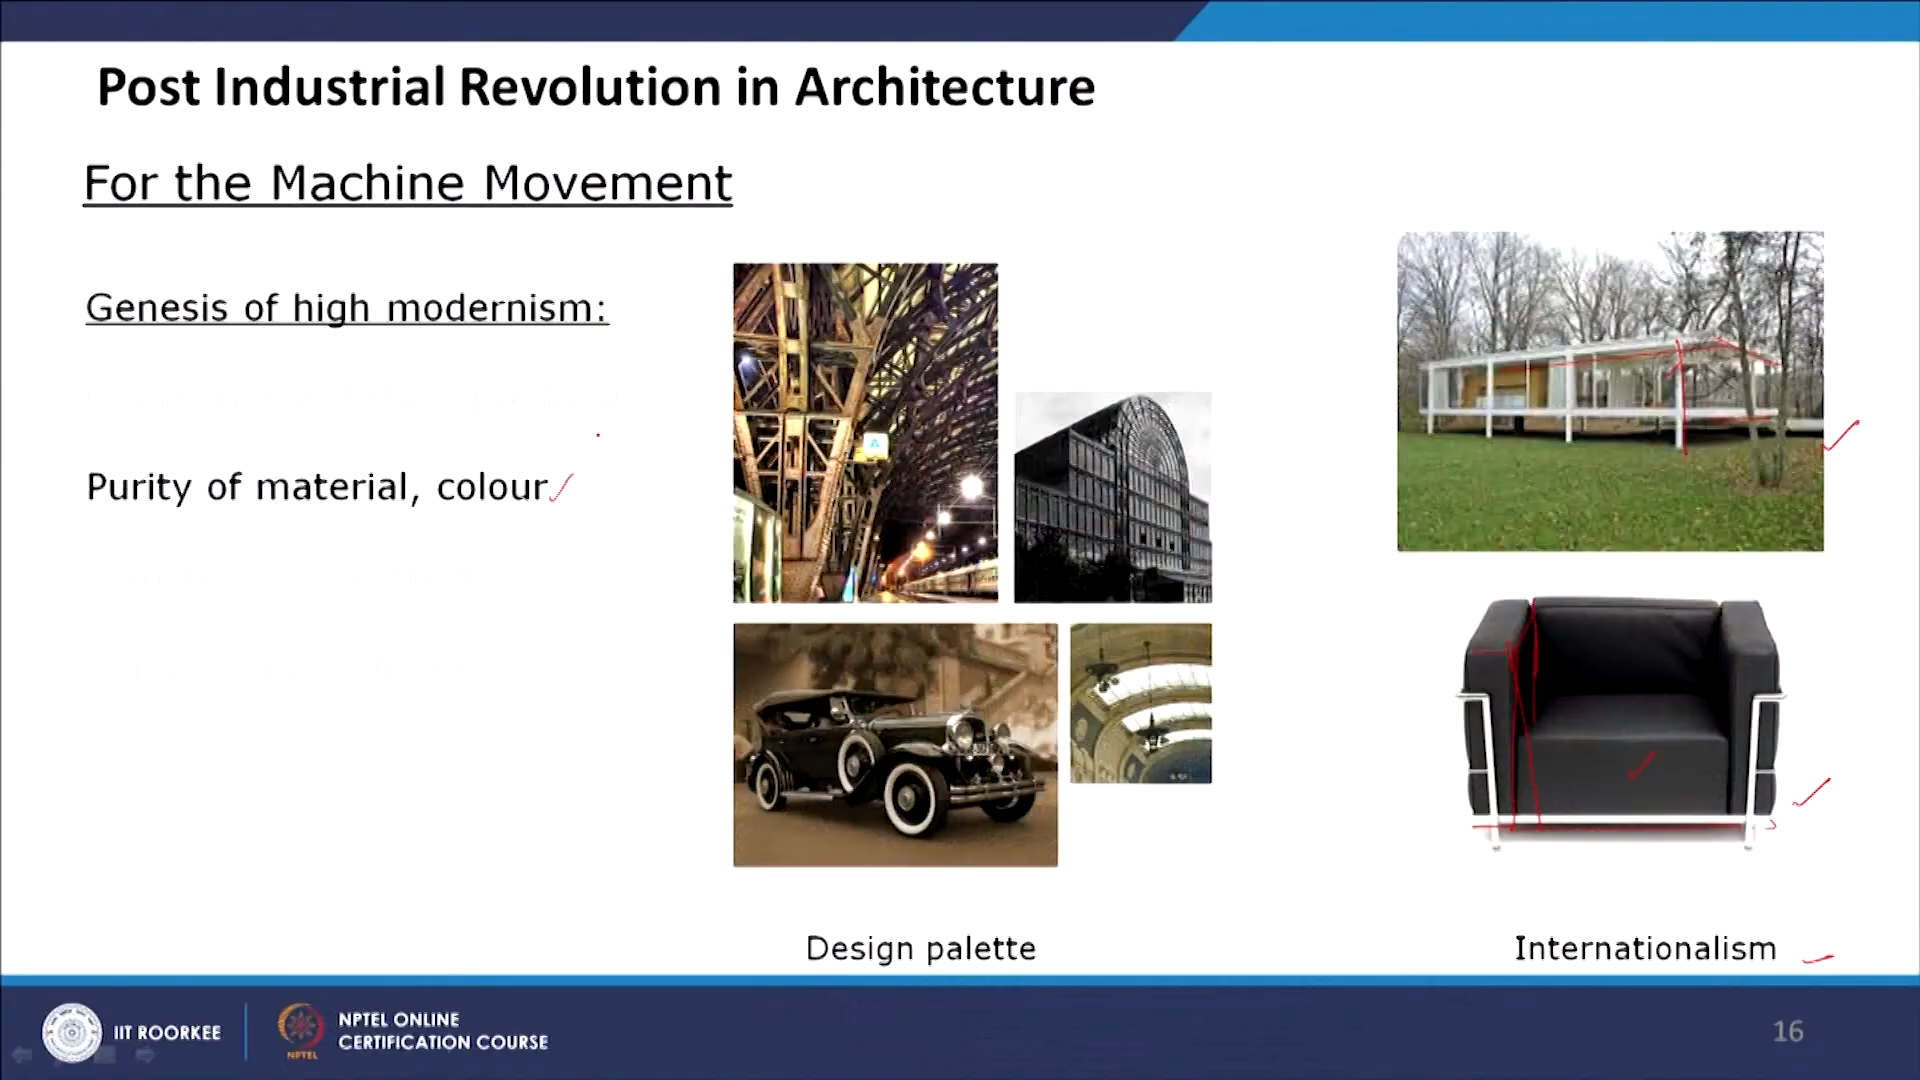 Post Industrial Revolution in Architecture
For the Machine Movement
Genesis of high modernism:
Purity of material, colour
Design palette
Internationalism
IIT ROORKEE
NPTEL
NPTEL ONLINE
CERTIFICATION COURSE
16